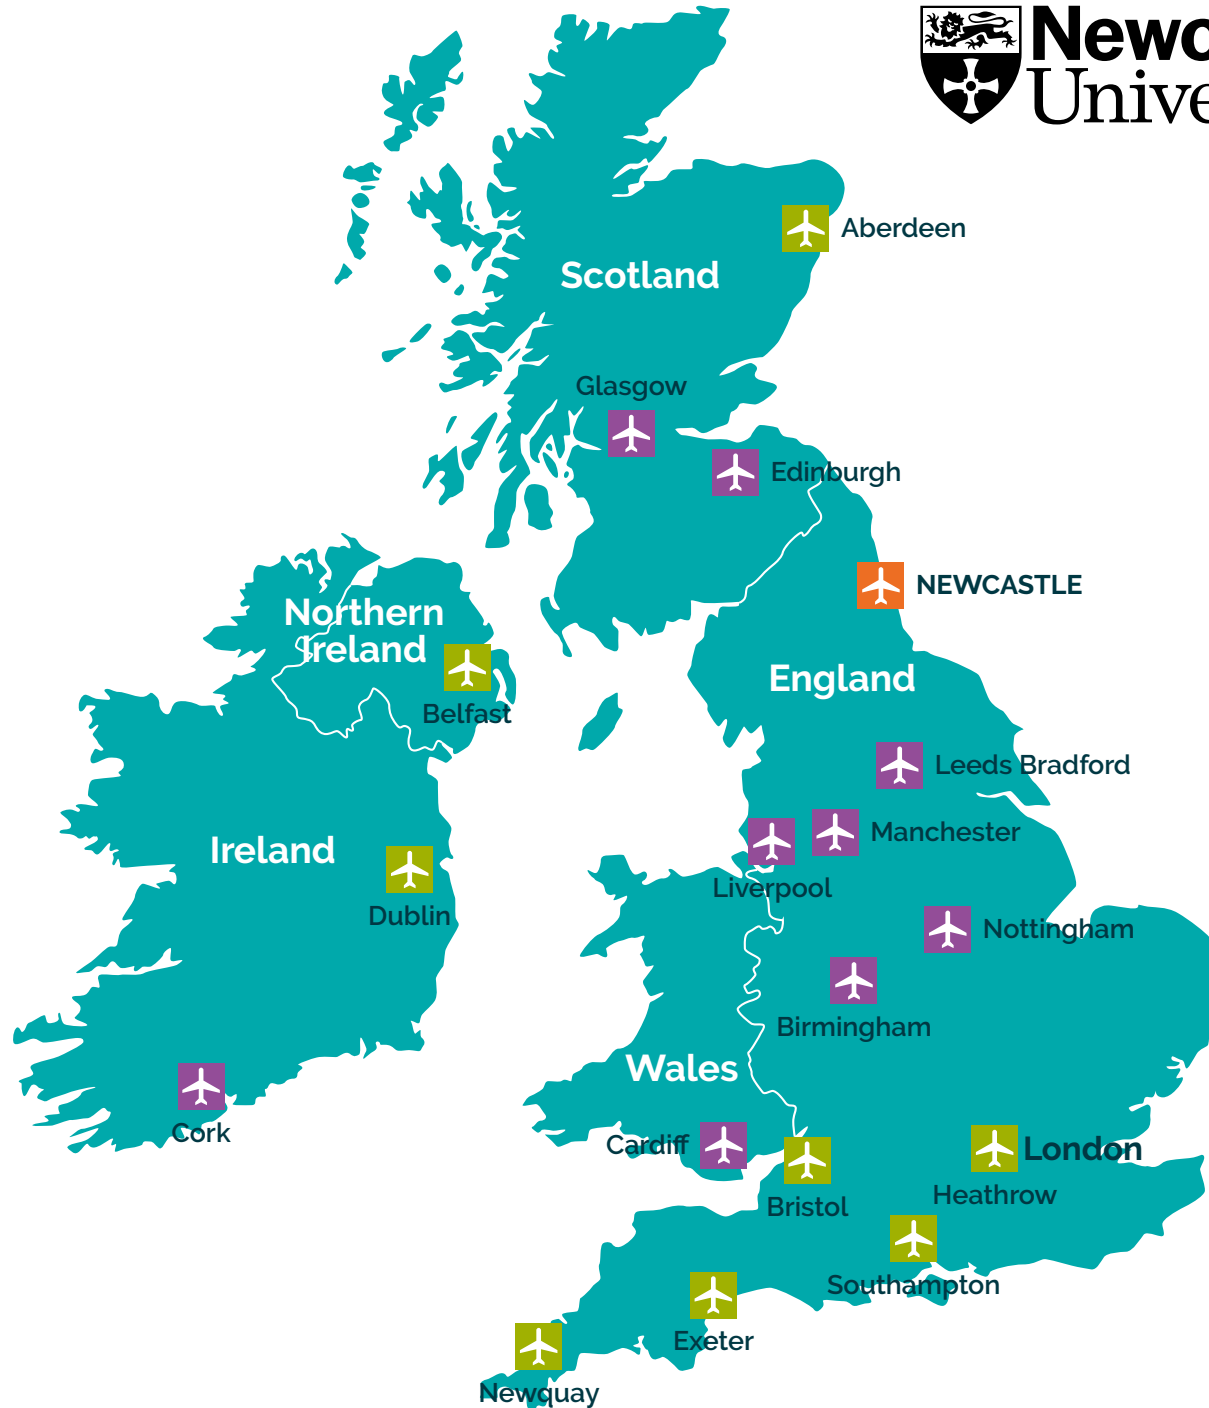 Newc
Unive
Aberdeen
Scotland
Glasgow
Edinburgh
NEWCASTLE
Northern
Ireland
Belfast
England
Leeds Bradford
Manchester
Liverpool
Ireland
Dublin
Nottingham
Birmingham
Wales
Cork
Cardiff
Bristol
London
Heathrow
Southampton
Exeter
Newquay